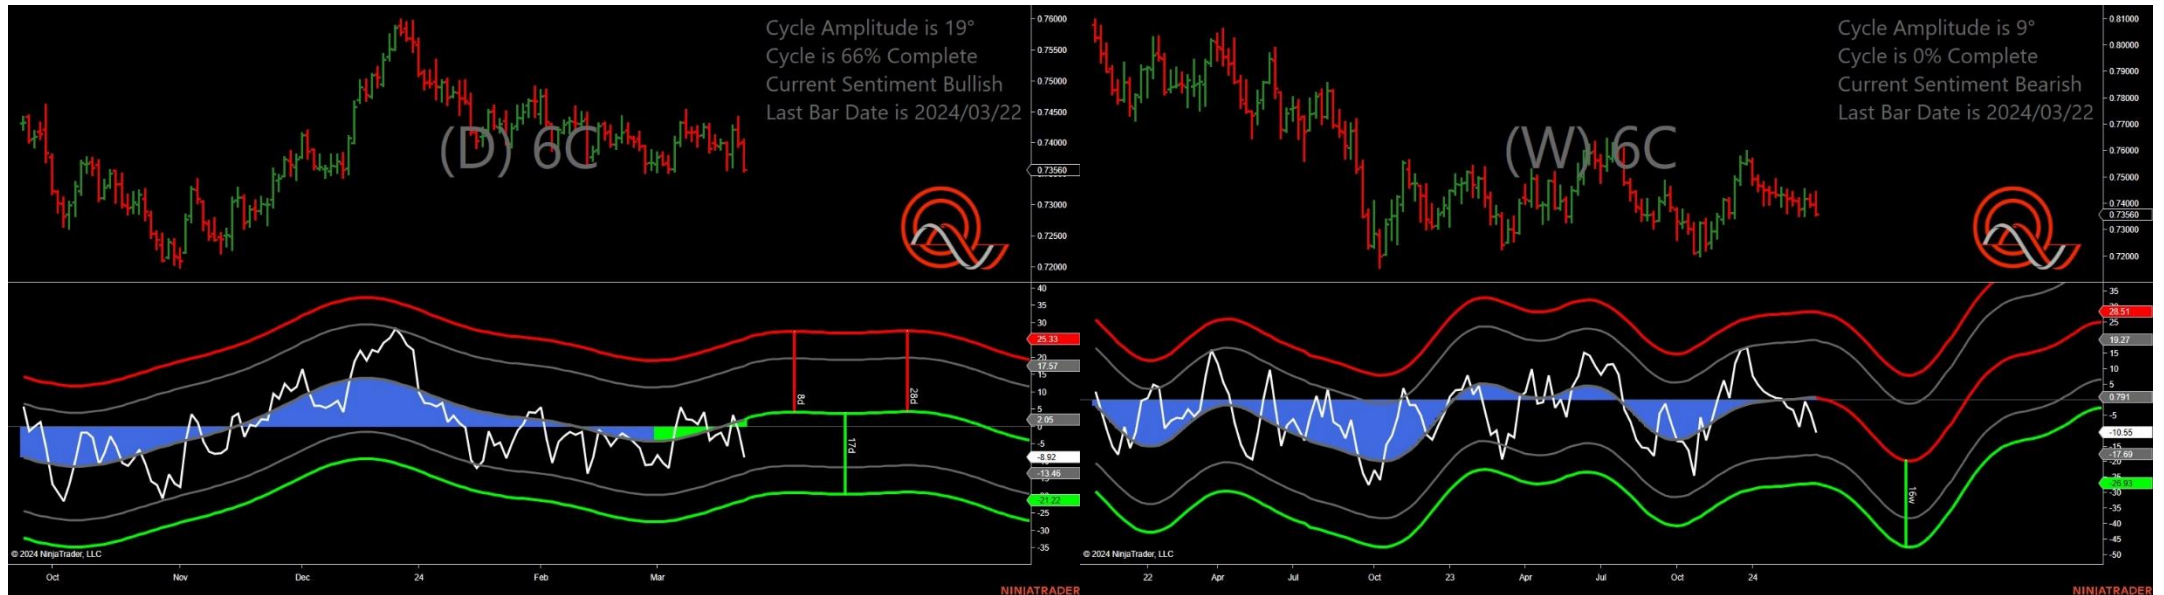 Cycle Amplitude is 19°
Cycle is 66% Complete
Current Sentiment Bullish
Last Bar Date is 2024/03/22
(D) 6C
0.76000
0.75500
0.75000
0.74500
0.74000
0.73560
0.73000
0.72500
0.72000
40
35
30
25.33
20
17.57
15
10
5
2.05
0
-5
-8.92
-13.46
-21.22
-25
-30
-35
8d
17d
28d
© 2024 NinjaTrader, LLC
Oct
Nov
Dec
24
Feb
Mar
NINJATRADER
Cycle Amplitude is 9°
Cycle is 0% Complete
Current Sentiment Bearish
Last Bar Date is 2024/03/22
(W) 6C
0.81000
0.80000
0.79000
0.78000
0.77000
0.76000
0.75000
0.74000
0.73560
0.73000
0.72000
35
28.51
25
19.27
15
10
5
0.791
-5
-10.55
-15
-17.69
-20
-26.93
-30
-35
-40
-45
-50
16w
© 2024 NinjaTrader, LLC
22
Apr
Jul
Oct
23
Apr
Jul
Oct
24
NINJATRADER